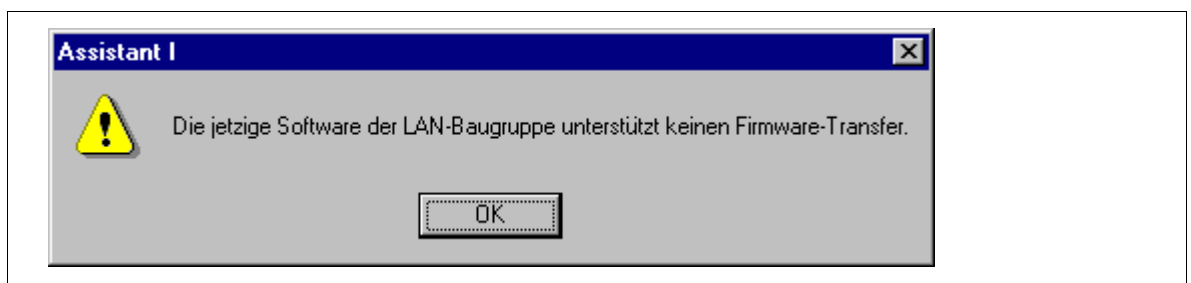 Assistant I
Die jetzige Software der LAN-Baugruppe unterstützt keinen Firmware-Transfer.
OK